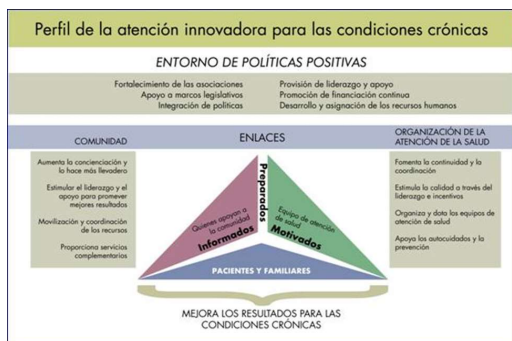 Perfil de la atención innovadora para las condiciones crónicas
ENTORNO DE POLÍTICAS POSITIVAS
Fortalecimiento de las asociaciones
Apoyo a marcos legislativos
Integración de políticas
Provisión de liderazgo y apoyo
Promoción de financiación continua
Desarrollo y asignación de los recursos humanos
COMUNIDAD
Aumenta la concienciación y
lo hace más llevadero
Estimular el liderazgo y el
apoyo para promover
mejores resultados
Movilización y coordinación
de los recursos
Proporciona servicios
complementarios
ENLACES
Preparados
Quienes apoyan a
la comunidad
Informados
Equipo de atención
de salud
Motivados
PACIENTES Y FAMILIARES
ORGANIZACIÓN DE LA
ATENCIÓN DE LA SALUD
Fomenta la continuidad y la
coordinación
Estimula la calidad a través del
liderazgo e incentivos
Organiza y dota los equipos de
atención de salud
Apoya los autocuidados y la
prevención
MEJORA LOS RESULTADOS PARA LAS
CONDICIONES CRÓNICAS